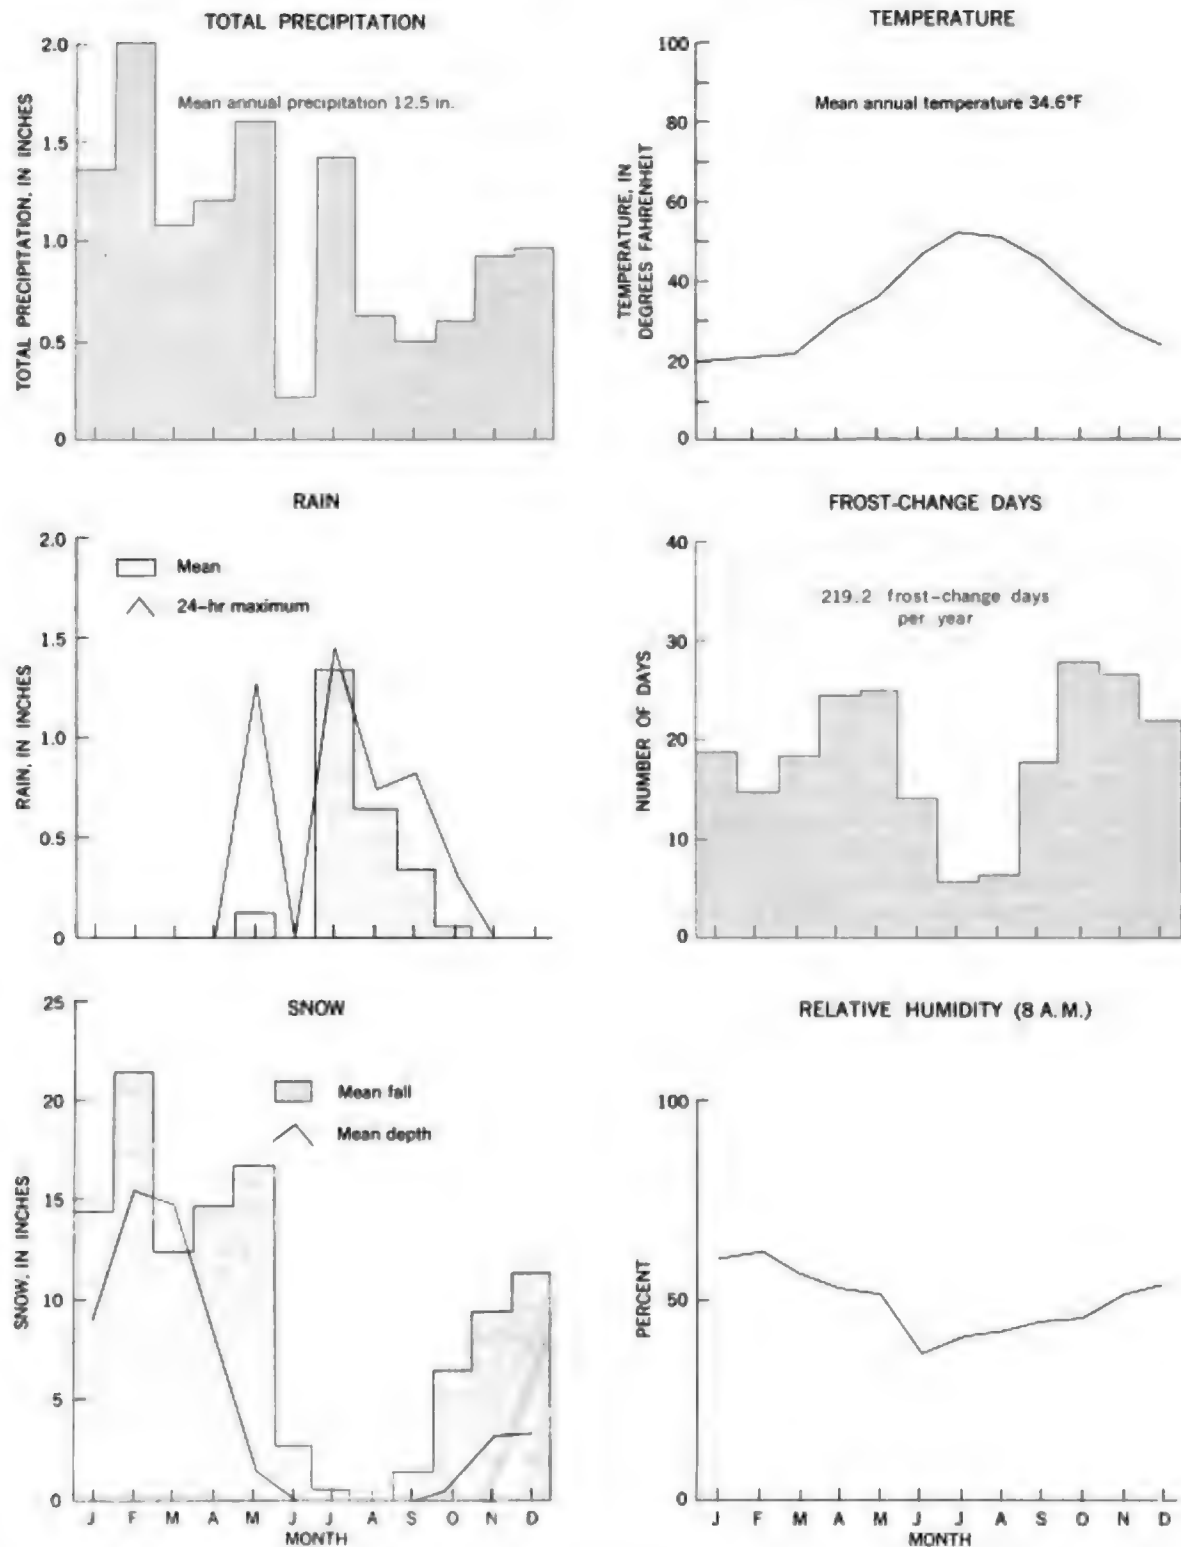 TOTAL PRECIPITATION
Mean annual precipitation 12.5 in.
TOTAL PRECIPITATION, IN INCHES
2.0
1.5
1.0
0.5
0
TEMPERATURE
Mean annual temperature 34.6°F
TEMPERATURE, IN
DEGREES FAHRENHEIT
100
80
60
40
20
0
RAIN
Mean
24-hr maximum
RAIN, IN INCHES
2.0
1.5
1.0
0.5
0
FROST-CHANGE DAYS
219.2 frost-change days
per year
NUMBER OF DAYS
40
30
20
10
0
SNOW
Mean fall
Mean depth
SNOW, IN INCHES
25
20
15
10
5
0
J F M A M J J A S O N D
MONTH
RELATIVE HUMIDITY (8 A.M.)
PERCENT
100
50
0
J F M A M J J A S O N D
MONTH